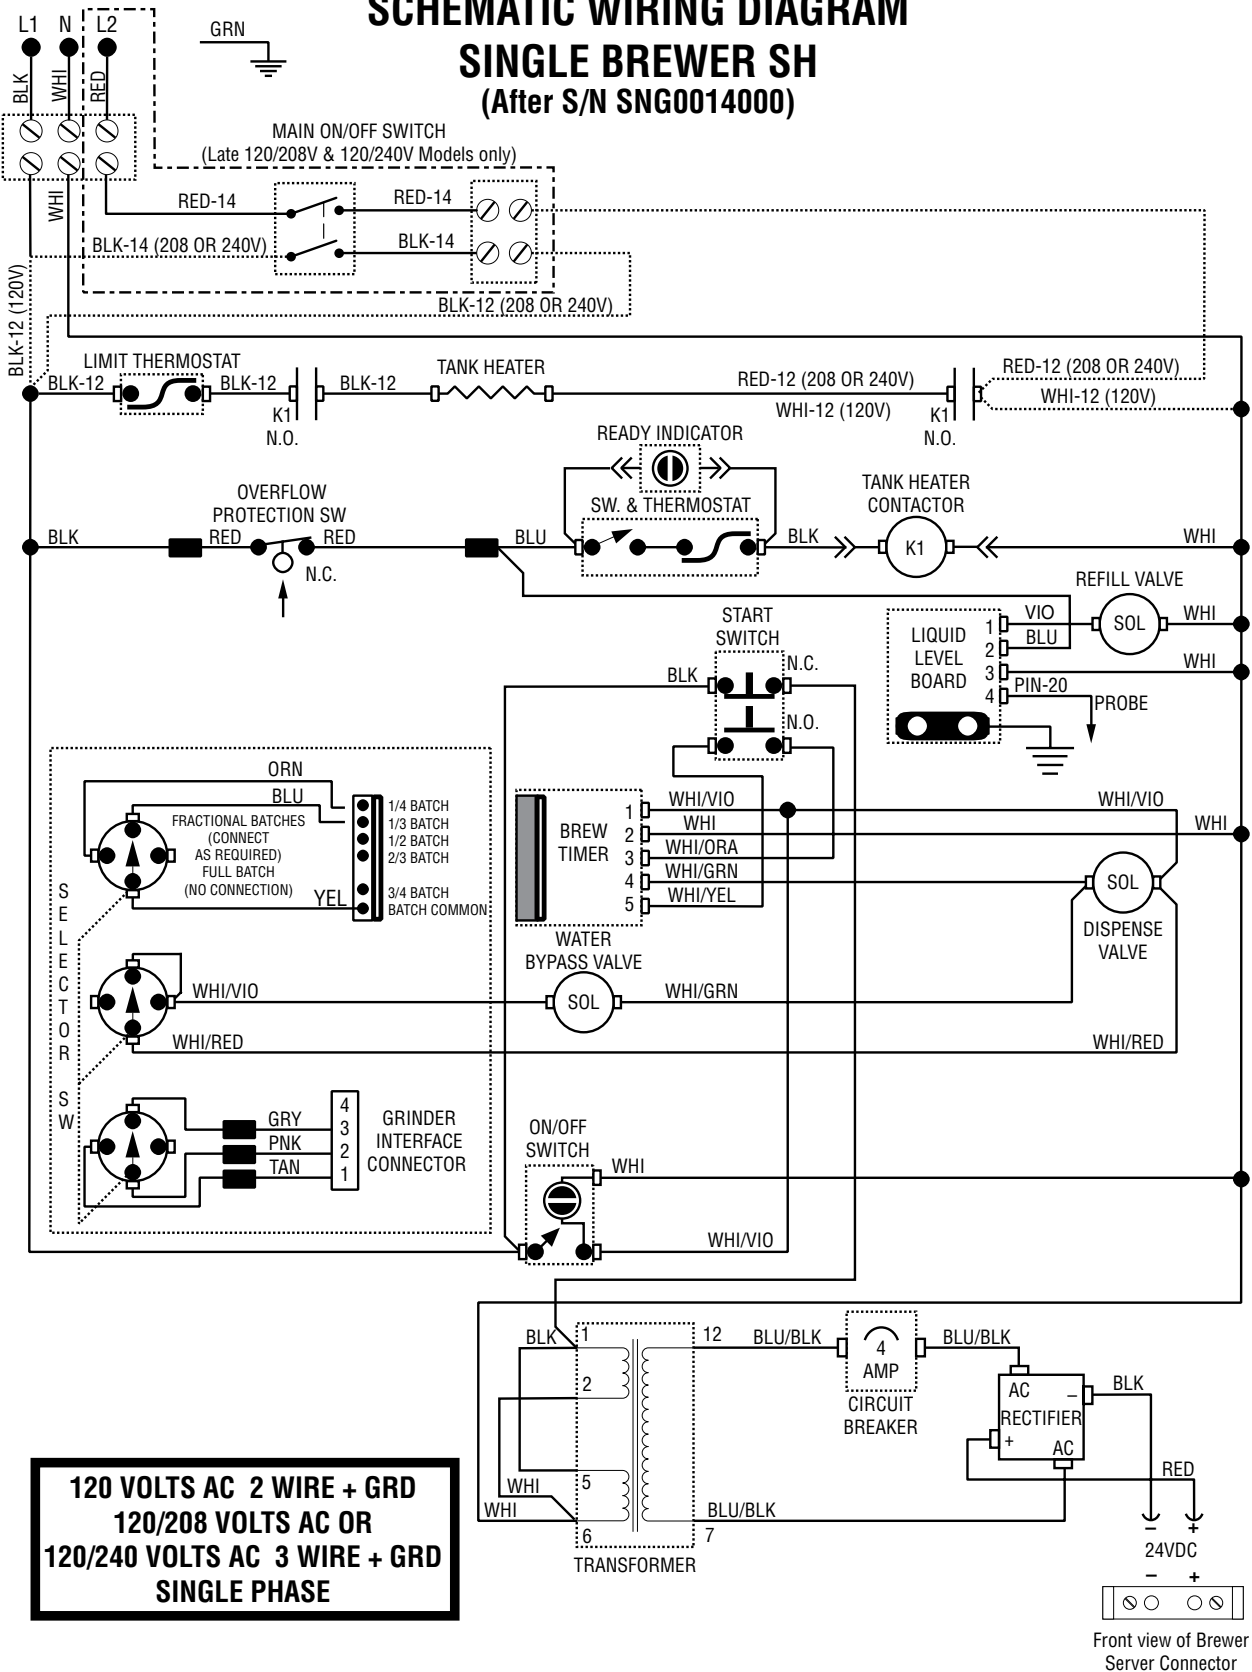 SCHEMATIC WIRING DIAGRAM
SINGLE BREWER SH
(After S/N SNG0014000)
L1 N L2
GRN
BLK
WHI
RED
MAIN ON/OFF SWITCH
(Late 120/208V & 120/240V Models only)
WHI
RED-14
RED-14
BLK-14 (208 OR 240V)
BLK-14
BLK-12 (120V)
BLK-12 (208 OR 240V)
LIMIT THERMOSTAT
BLK-12
BLK-12
K1
N.O.
BLK-12
TANK HEATER
RED-12 (208 OR 240V)
WHI-12 (120V)
K1
N.O.
RED-12 (208 OR 240V)
WHI-12 (120V)
READY INDICATOR
OVERFLOW
PROTECTION SW
SW. & THERMOSTAT
TANK HEATER
CONTACTOR
BLK
RED
RED
N.C.
BLU
BLK
K1
WHI
REFILL VALVE
LIQUID
LEVEL
BOARD
1
2
3
4
VIO
BLU
SOL
WHI
WHI
PIN-20
PROBE
START
SWITCH
BLK
N.C.
N.O.
ORN
BLU
FRACTIONAL BATCHES
(CONNECT
AS REQUIRED)
FULL BATCH
(NO CONNECTION)
YEL
1/4 BATCH
1/3 BATCH
1/2 BATCH
2/3 BATCH
3/4 BATCH
BATCH COMMON
BREW
TIMER
1
2
3
4
5
WHI/VIO
WHI
WHI/ORA
WHI/GRN
WHI/YEL
WHI/VIO
WHI
SOL
DISPENSE
VALVE
SELECTOR SW
WATER
BYPASS VALVE
WHI/VIO
SOL
WHI/GRN
WHI/RED
WHI/RED
GRY
PNK
TAN
4
3
2
1
GRINDER
INTERFACE
CONNECTOR
ON/OFF
SWITCH
WHI
WHI/VIO
BLK
1
2
5
6
WHI
WHI
12
7
TRANSFORMER
BLU/BLK
4
AMP
CIRCUIT
BREAKER
BLU/BLK
BLU/BLK
AC
–
RECTIFIER
+
AC
BLK
RED
– +
24VDC
– +
Front view of Brewer
Server Connector
120 VOLTS AC 2 WIRE + GRD
120/208 VOLTS AC OR
120/240 VOLTS AC 3 WIRE + GRD
SINGLE PHASE